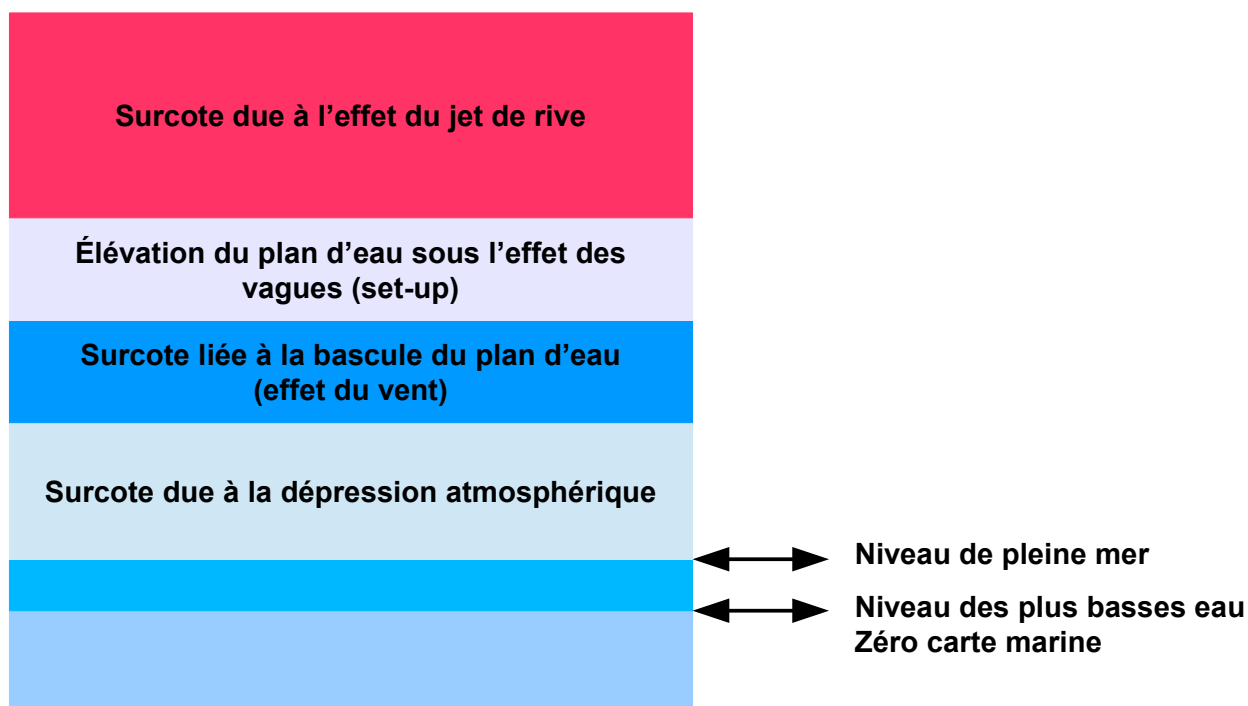 Surcote due à l’effet du jet de rive
Élévation du plan d’eau sous l’effet des
vagues (set-up)
Surcote liée à la bascule du plan d’eau
(effet du vent)
Surcote due à la dépression atmosphérique
Niveau de pleine mer
Niveau des plus basses eau
Zéro carte marine